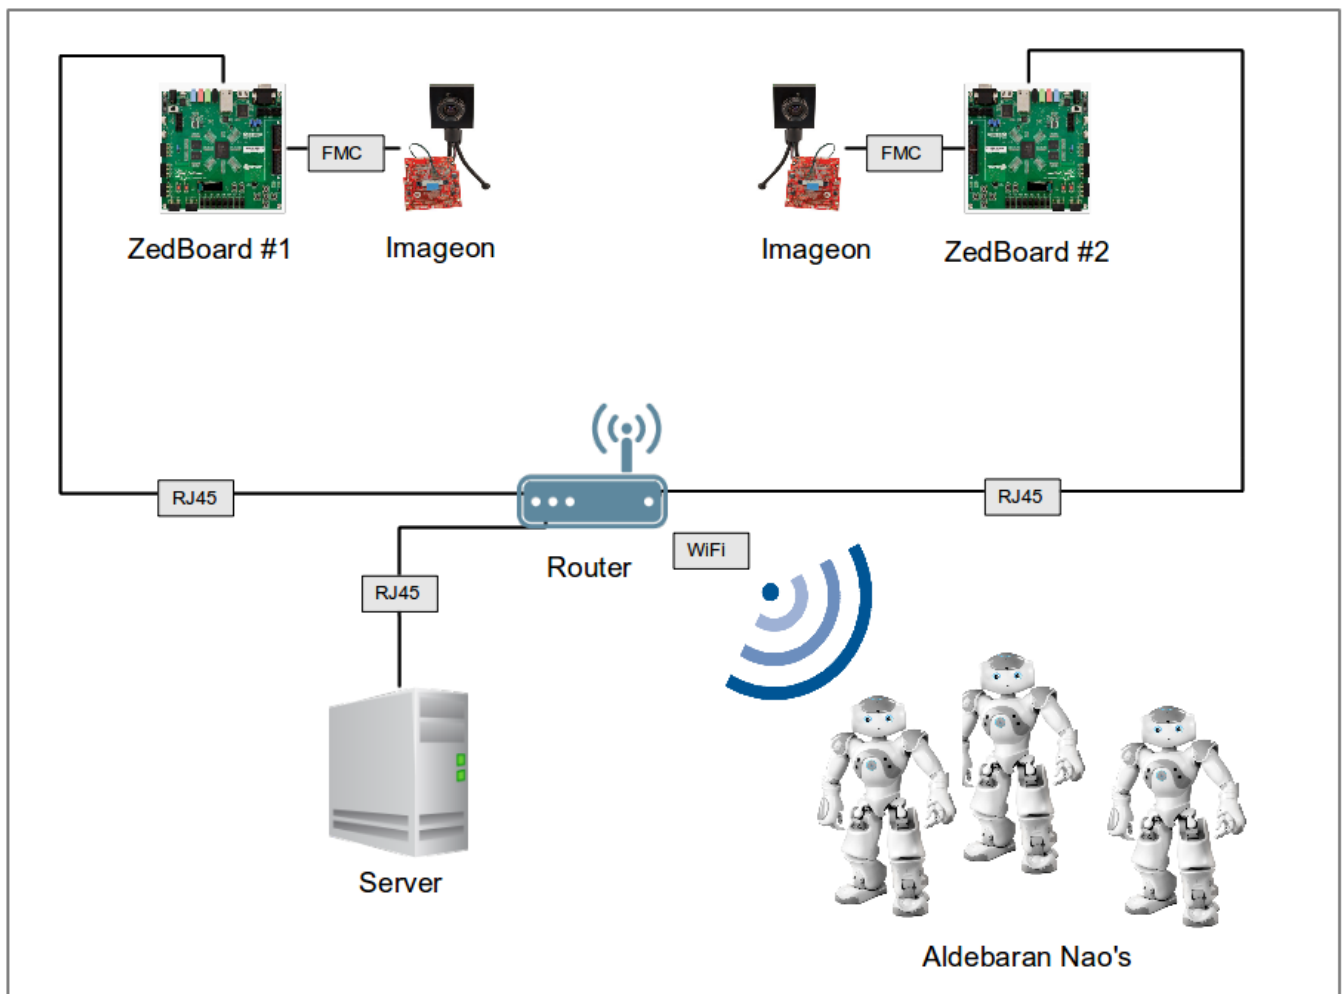 FMC
FMC
ZedBoard #1
Imageon
Imageon
ZedBoard #2
RJ45
RJ45
Router
WiFi
RJ45
Server
Aldebaran Nao's